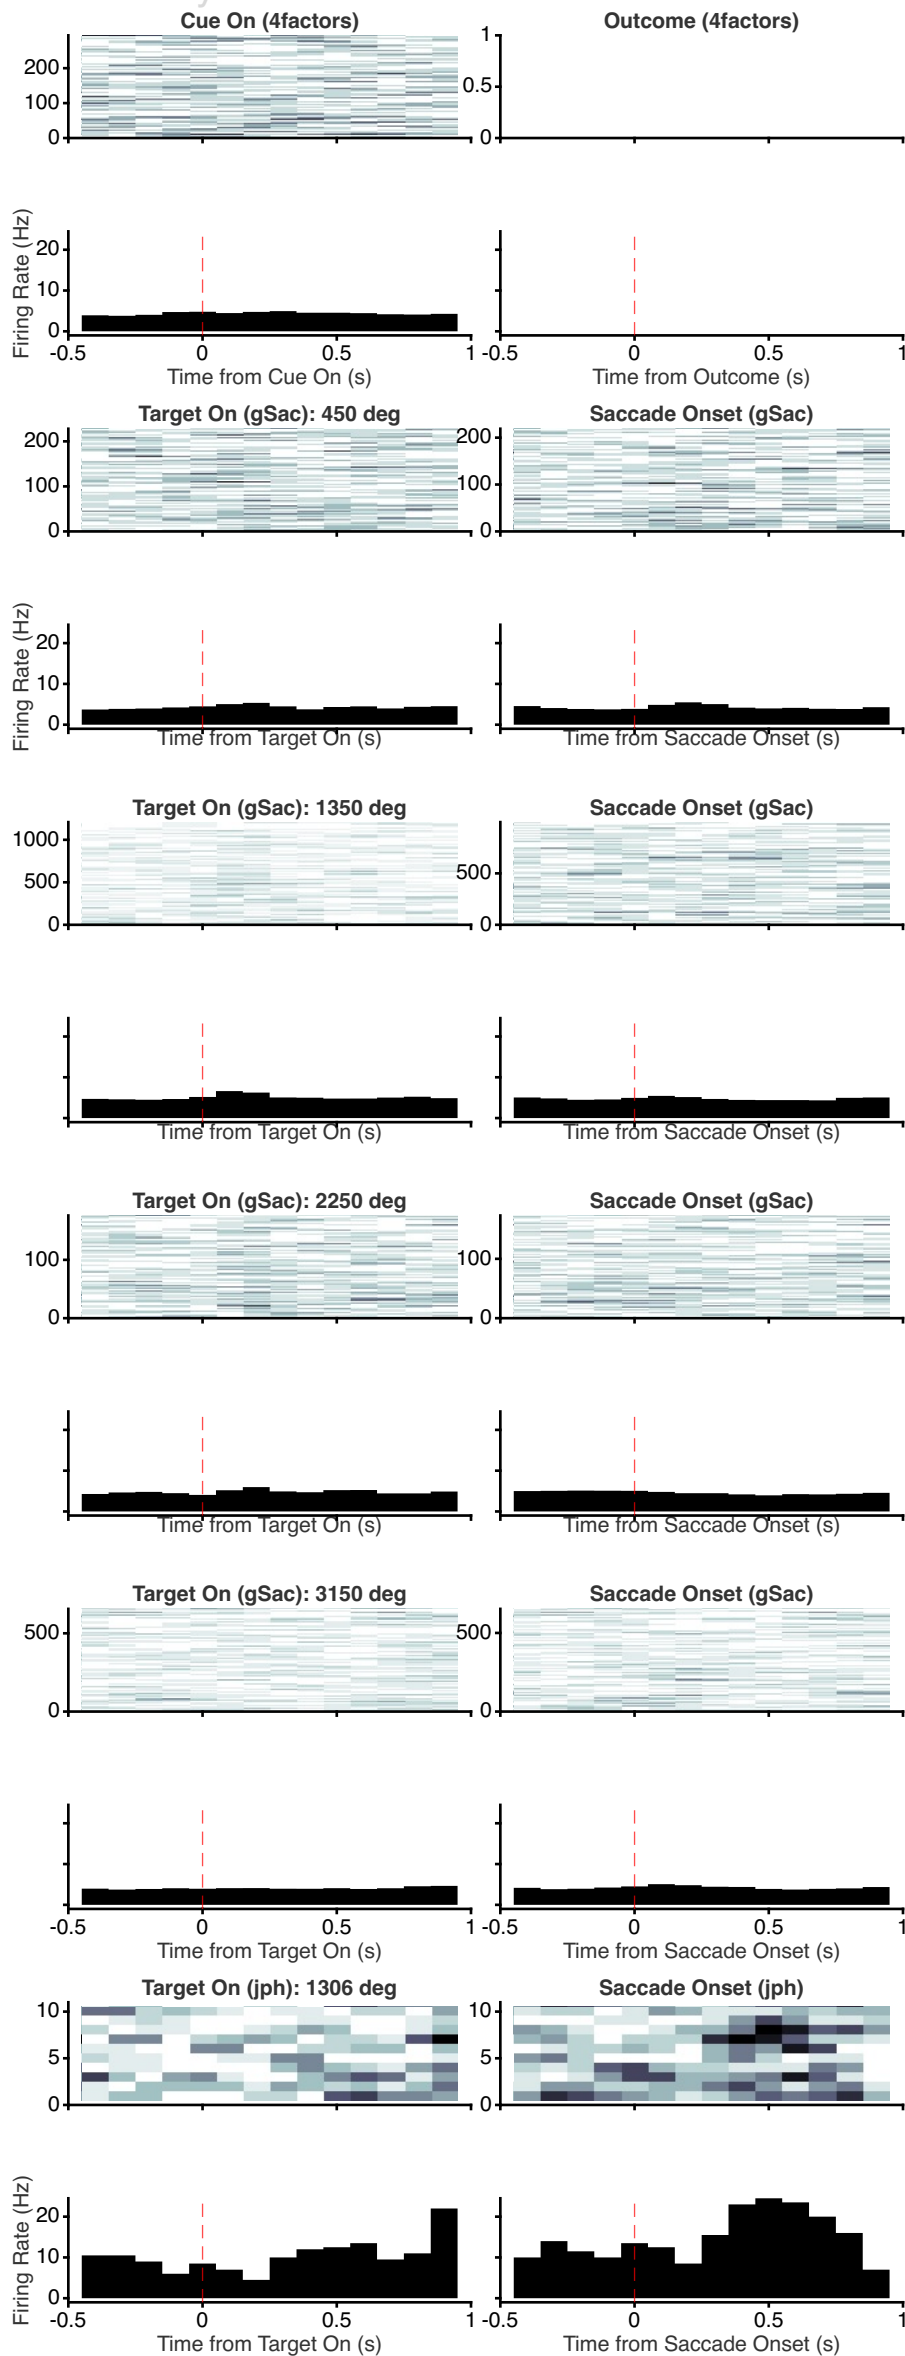 Cue On (4factors) Outcome (4factors)
200
100
0
1
0.5
0
Firing Rate (Hz)
20
10
0
-0.5 0 0.5 1 -0.5 0 0.5 1
Time from Cue On (s) Time from Outcome (s)
Target On (gSac): 450 deg Saccade Onset (gSac)
200
100
0
200
100
0
Firing Rate (Hz)
20
10
0
Time from Target On (s) Time from Saccade Onset (s)
Target On (gSac): 1350 deg Saccade Onset (gSac)
1000
500
0
500
0
Time from Target On (s) Time from Saccade Onset (s)
Target On (gSac): 2250 deg Saccade Onset (gSac)
100
0
100
0
Time from Target On (s) Time from Saccade Onset (s)
Target On (gSac): 3150 deg Saccade Onset (gSac)
500
0
500
0
-0.5 0 0.5 1 -0.5 0 0.5 1
Time from Target On (s) Time from Saccade Onset (s)
Target On (jph): 1306 deg Saccade Onset (jph)
10
5
0
10
5
0
Firing Rate (Hz)
20
10
0
-0.5 0 0.5 1 -0.5 0 0.5 1
Time from Target On (s) Time from Saccade Onset (s)